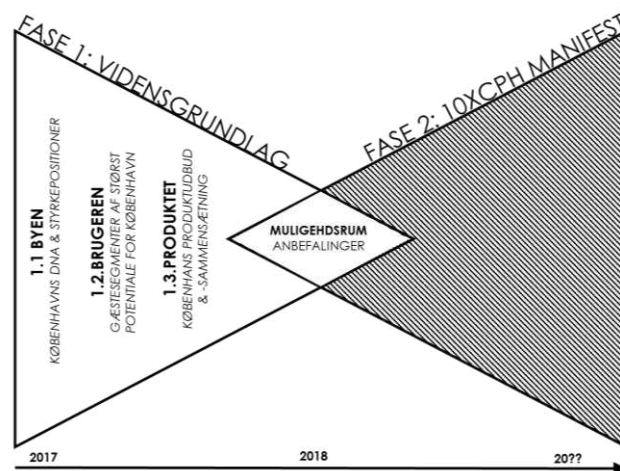 FASE 1: VIDENSGRUNDLAG
FASE 2: 10XCPH MANIFEST
1.1 BYEN
KØBENHAVNS DNA & STYRKEPOSITIONER
1.2.BRUGEREN
GÆSTESEGMENTER AF STØRST
POTENTIALE FOR KØBENHAVN
1.3.PRODUKTET
KØBENHANS PRODUKTUDBUD
& -SAMMENSÆTNING
MULIGEHDSRUM
ANBEFALINGER
2017
2018
20??